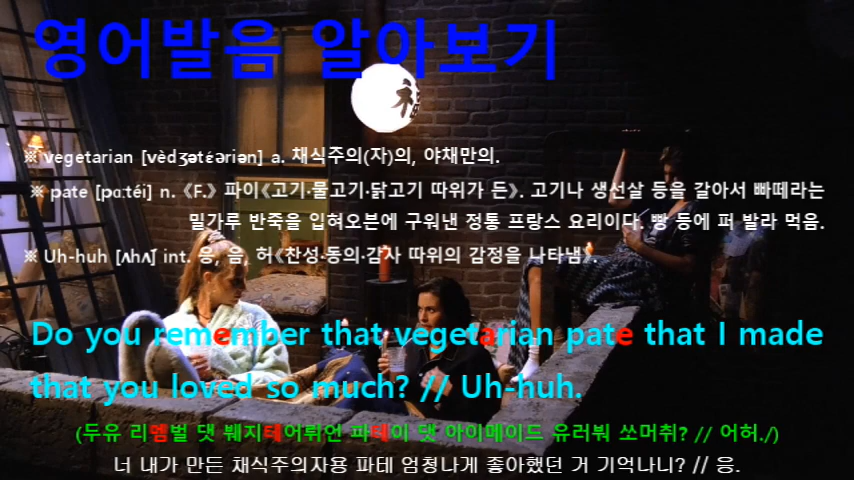 영어발음 알아보기
福
※ vegetarian [vèdʒətɛ́əriən] a. 채식주의(자)의, 야채만의.
※ pate [pɑːtéi] n.《F.》 파이《고기·물고기·닭고기 따위가 든》. 고기나 생선살 등을 갈아서 빠떼라는
밀가루 반죽을 입혀오븐에 구워낸 정통 프랑스 요리이다. 빵 등에 퍼 발라 먹음.
※ Uh-huh [ʌhʌ́] int. 응, 음, 허《찬성·동의·감사 따위의 감정을 나타냄》.
Do you remember that vegetarian pate that I made
that you loved so much? // Uh-huh.
(두유 리멤벌 댓 붸지테어뤼언 파테이 댓 아이메이드 유러붜 쏘머취? // 어허./)
너 내가 만든 채식주의자용 파테 엄청나게 좋아했던 거 기억나니? // 응.